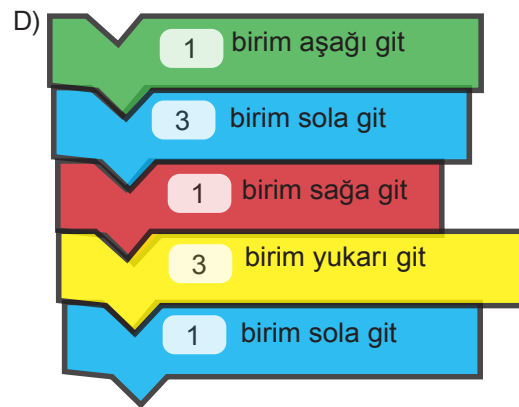 D)
1 birim aşağı git
3 birim sola git
1 birim sağa git
3 birim yukarı git
1 birim sola git